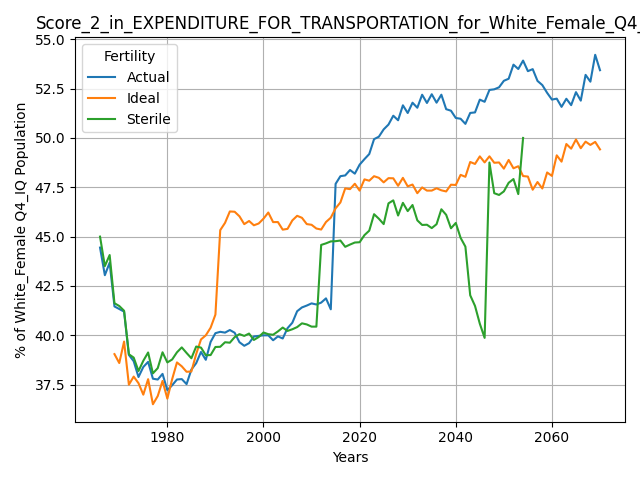 Score_2_in_EXPENDITURE_FOR_TRANSPORTATION_for_White_Female_Q4_
55.0
52.5
50.0
47.5
45.0
42.5
40.0
37.5
% of White_Female Q4_IQ Population
Fertility
Actual
Ideal
Sterile
1980
2000
2020
2040
2060
Years